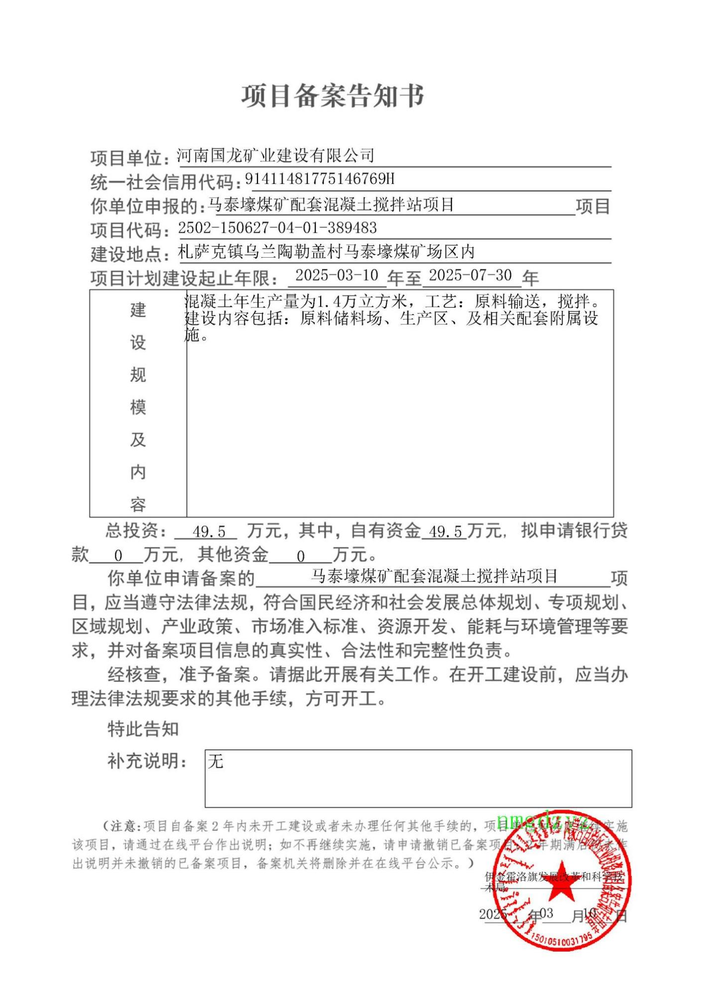 项目备案告知书
项目单位：河南国龙矿业建设有限公司
统一社会信用代码：91411481775146769H
你单位申报的：马泰壕煤矿配套混凝土搅拌站项目 项目
项目代码：2502-150627-04-01-389483
建设地点：札萨克镇乌兰陶勒盖村马泰壕煤矿场区内
项目计划建设起止年限：2025-03-10 年至 2025-07-30 年
建设规模及内容
混凝土年生产量为1.4万立方米，工艺：原料输送，搅拌。
建设内容包括：原料储料场、生产区、及相关配套附属设
施。
总投资：49.5 万元，其中，自有资金 49.5 万元，拟申请银行贷
款 0 万元，其他资金 0 万元。
你单位申请备案的 马泰壕煤矿配套混凝土搅拌站项目 项
目，应当遵守法律法规，符合国民经济和社会发展总体规划、专项规划、
区域规划、产业政策、市场准入标准、资源开发、能耗与环境管理等要
求，并对备案项目信息的真实性、合法性和完整性负责。
经核查，准予备案。请据此开展有关工作。在开工建设前，应当办
理法律法规要求的其他手续，方可开工。
特此告知
补充说明：无
（注意：项目自备案2年内未开工建设或者未办理任何其他手续的，项目 继续实施
该项目，请通过在线平台作出说明；如不再继续实施，请申请撤销已备案项目，2年期满后 未作
出说明并未撤销的已备案项目，备案机关将删除并在在线平台公示。）
nmgdzyz
伊金霍洛旗发展改革和科学技
术局
2025 年 03 月 10 日
15010510031795